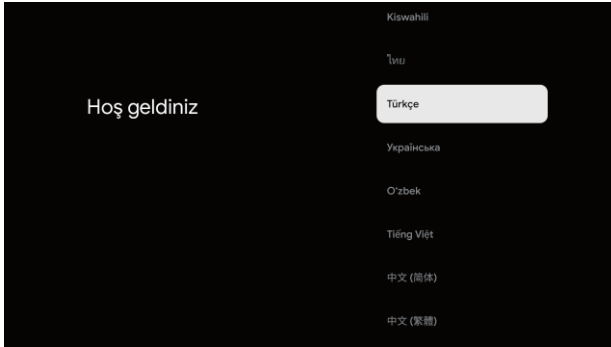 Hoş geldiniz
Kiswahili
ไทย
Türkçe
Українська
O'zbek
Tiếng Việt
中文 (简体)
中文 (繁體)